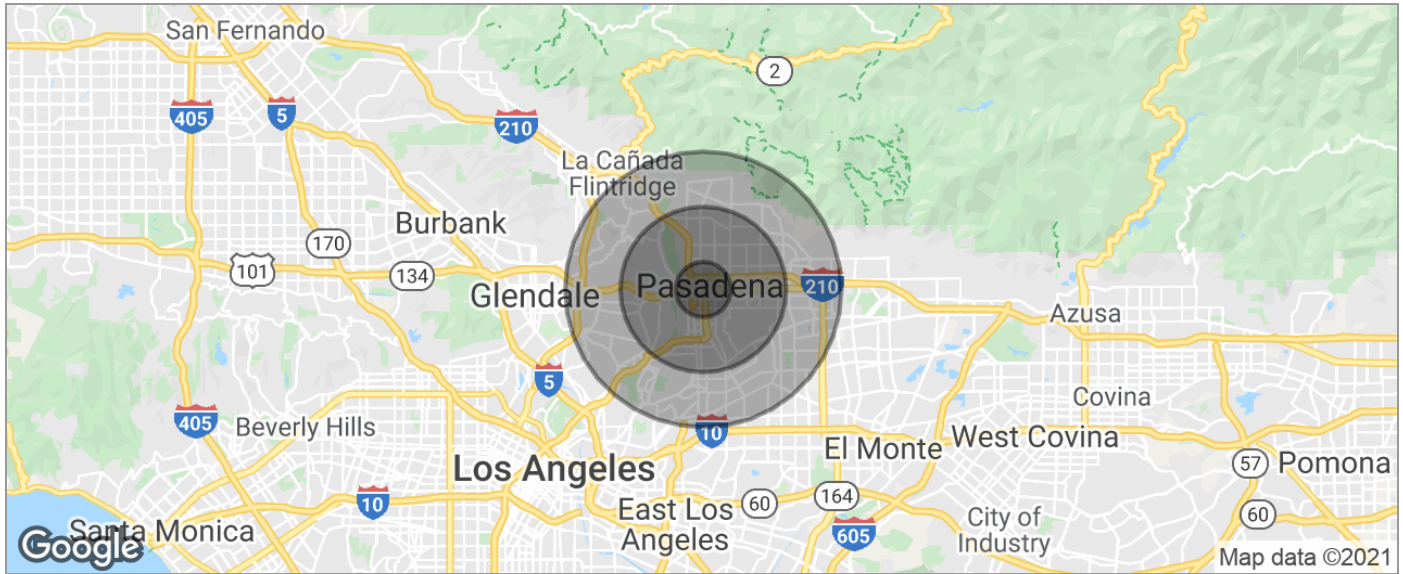 San Fernando
2
405
5
210
La Cañada
Flintridge
Burbank
170
101
134
Glendale
Pasadena
210
Azusa
5
405
Beverly Hills
10
Covina
El Monte
West Covina
Los Angeles
57
Pomona
10
60
164
East Los
Angeles
60
City of
Industry
605
Santa Monica
Google
Map data ©2021